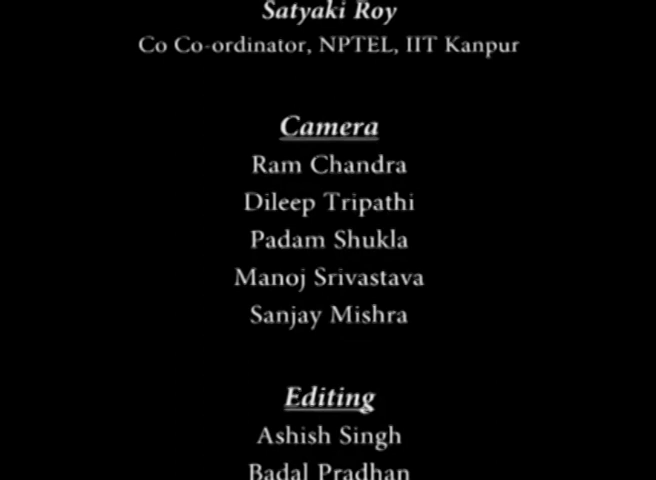 Satyaki Roy
Co Co-ordinator, NPTEL, IIT Kanpur
Camera
Ram Chandra
Dileep Tripathi
Padam Shukla
Manoj Srivastava
Sanjay Mishra
Editing
Ashish Singh
Badal Pradhan